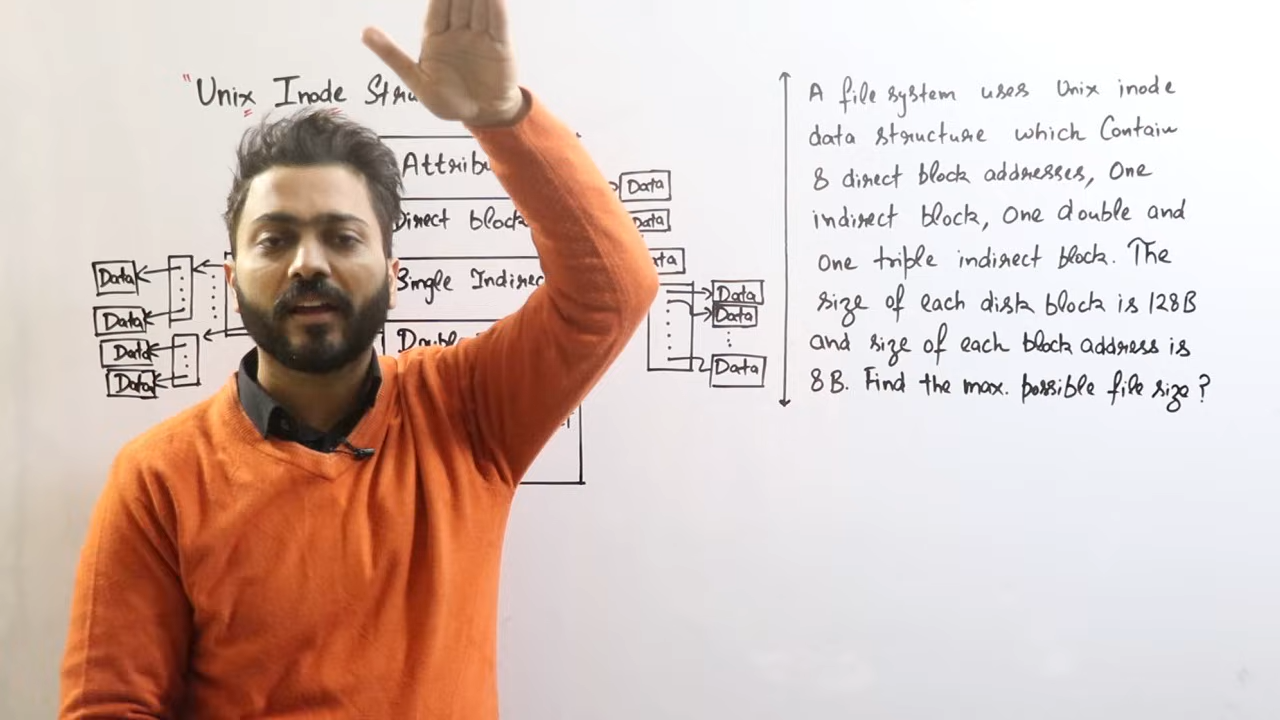 "Unix Inode
Attrib
Data
Direct block
Data
Single Indirec
Data
Data
Data
Data
Data
Data
Data
Data
A file system uses Unix inode
data structure which Contain
8 direct block addresses, One
indirect block, One double and
one triple indirect block. The
size of each disk block is 128B
and size of each block address is
8B. Find the max. possible file size?